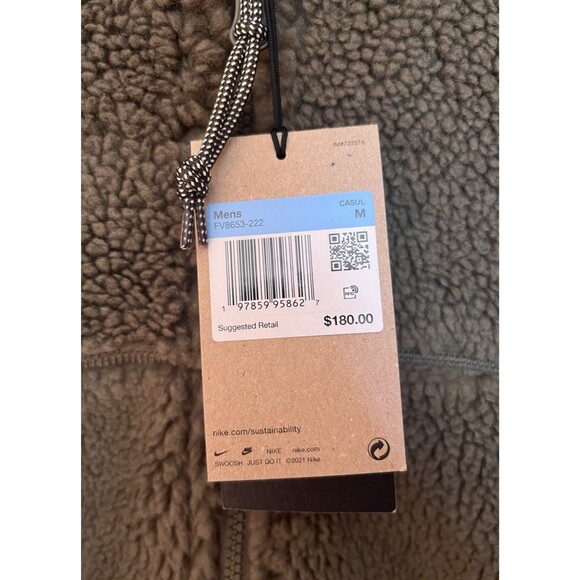 CASUL
Mens M
FV8653-222
1 97859 95862 7
Suggested Retail $180.00
nike.com/sustainability
NIKE nike.com
SWOOSH. JUST DO IT. ©2021 Nike